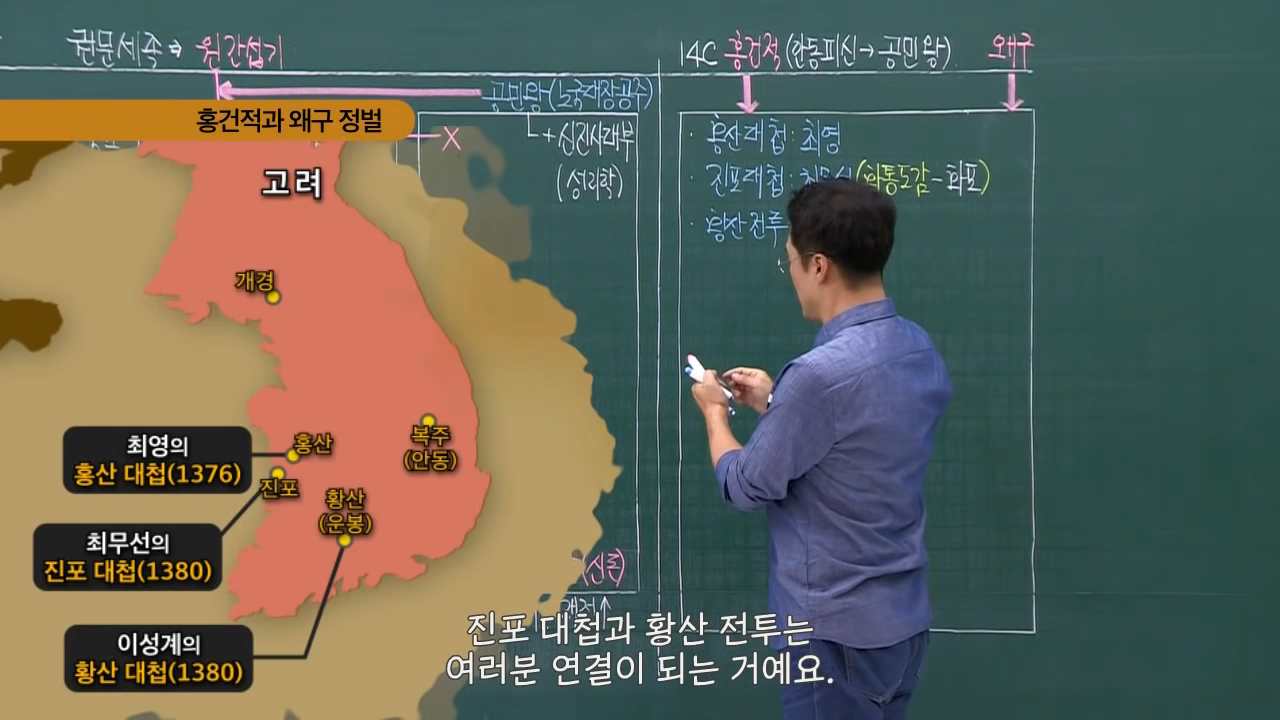 권문세족 → 원간섭기
14C 홍건적 (안동피신→공민왕) 왜구
공민왕(노국대장공주)
홍건적과 왜구 정벌
X
+신진사대부
(성리학)
· 홍산대첩 : 최영
· 진포대첩 : (화통도감-화포)
· 황산전투
고려
개경
최영의
홍산 대첩(1376)
홍산
복주
(안동)
진포
황산
(운봉)
최무선의
진포 대첩(1380)
(신돈)
이성계의
황산 대첩(1380)
진포 대첩과 황산 전투는
여러분 연결이 되는 거예요.